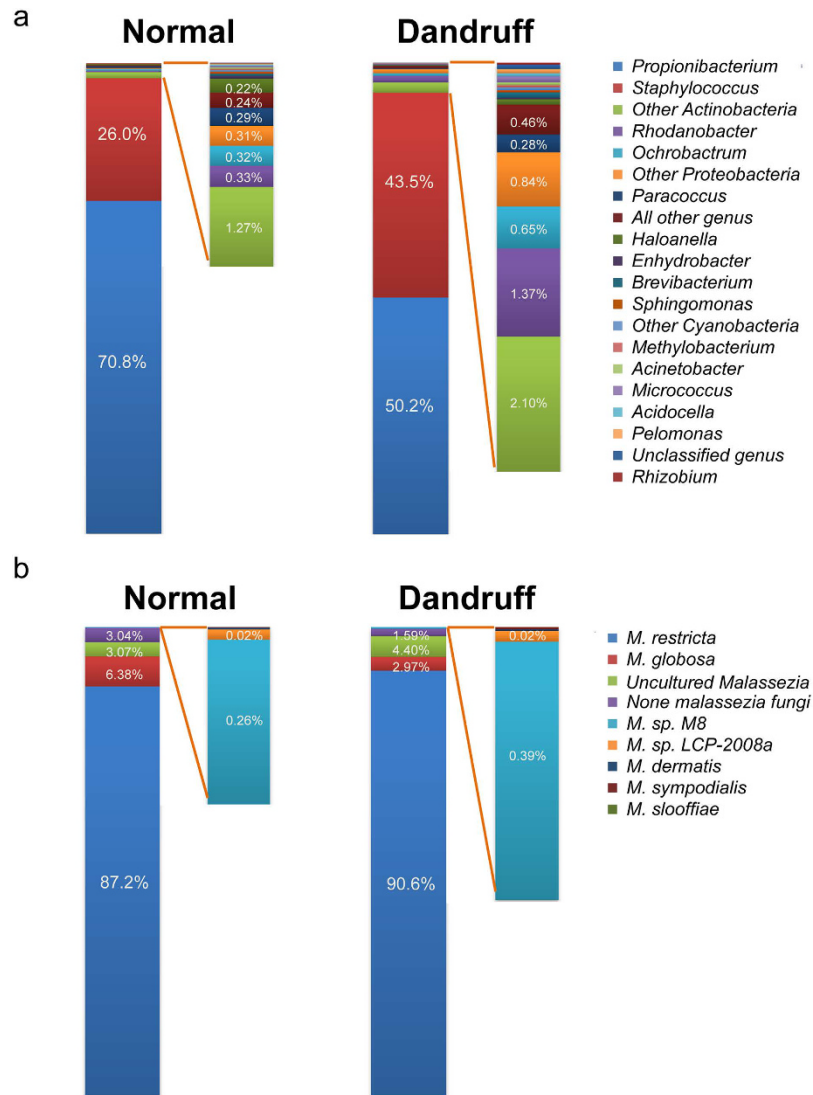 a
Normal
Dandruff
26.0%
70.8%
0.22%
0.24%
0.29%
0.31%
0.32%
0.33%
1.27%
43.5%
50.2%
0.46%
0.28%
0.84%
0.65%
1.37%
2.10%
Propionibacterium
Staphylococcus
Other Actinobacteria
Rhodanobacter
Ochrobactrum
Other Proteobacteria
Paracoccus
All other genus
Haloanella
Enhydrobacter
Brevibacterium
Sphingomonas
Other Cyanobacteria
Methylobacterium
Acinetobacter
Micrococcus
Acidocella
Pelomonas
Unclassified genus
Rhizobium
b
Normal
Dandruff
3.04%
3.07%
6.38%
87.2%
0.02%
0.26%
1.59%
4.40%
2.97%
90.6%
0.02%
0.39%
M. restricta
M. globosa
Uncultured Malassezia
None malassezia fungi
M. sp. M8
M. sp. LCP-2008a
M. dermatis
M. sympodialis
M. slooffiae